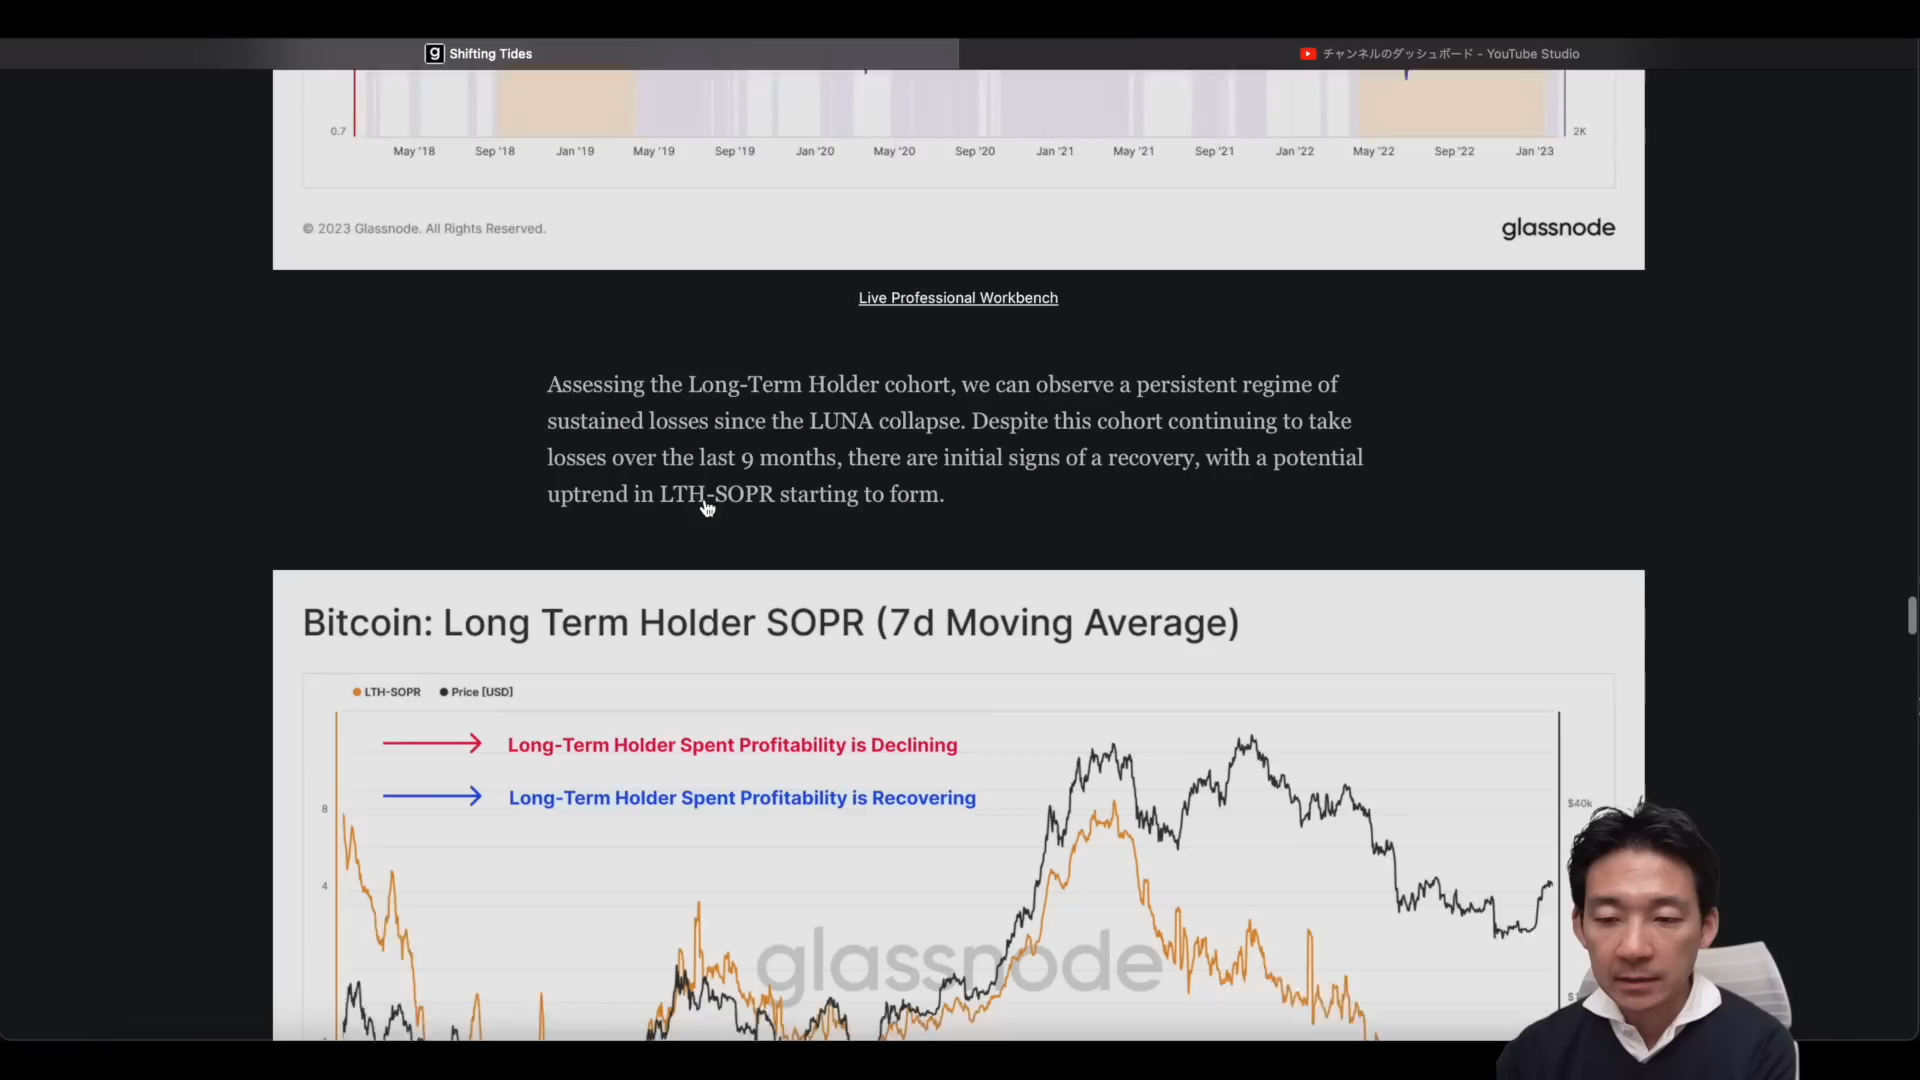 g Shifting Tides
チャンネルのダッシュボード - YouTube Studio
0.7
2K
May '18 Sep '18 Jan '19 May '19 Sep '19 Jan '20 May '20 Sep '20 Jan '21 May '21 Sep '21 Jan '22 May '22 Sep '22 Jan '23
© 2023 Glassnode. All Rights Reserved.
glassnode
Live Professional Workbench
Assessing the Long-Term Holder cohort, we can observe a persistent regime of
sustained losses since the LUNA collapse. Despite this cohort continuing to take
losses over the last 9 months, there are initial signs of a recovery, with a potential
uptrend in LTH-SOPR starting to form.
Bitcoin: Long Term Holder SOPR (7d Moving Average)
LTH-SOPR Price [USD]
Long-Term Holder Spent Profitability is Declining
Long-Term Holder Spent Profitability is Recovering
8
$40k
4
glassnode